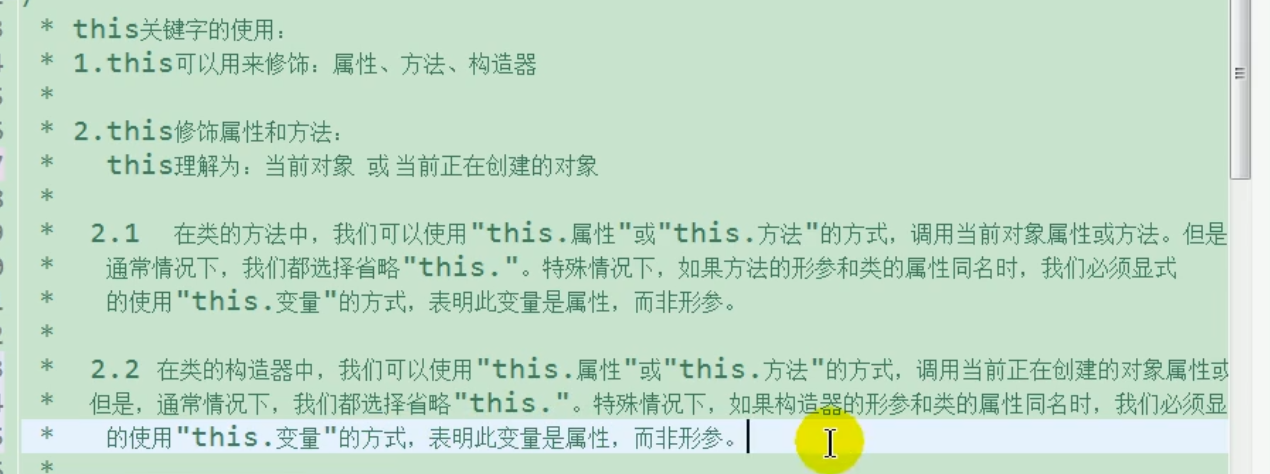 * this关键字的使用：
* 1.this可以用来修饰：属性、方法、构造器
*
* 2.this修饰属性和方法：
* this理解为：当前对象 或 当前正在创建的对象
*
* 2.1 在类的方法中，我们可以使用"this.属性"或"this.方法"的方式，调用当前对象属性或方法。但是
* 通常情况下，我们都选择省略"this."。特殊情况下，如果方法的形参和类的属性同名时，我们必须显式
* 的使用"this.变量"的方式，表明此变量是属性，而非形参。
*
* 2.2 在类的构造器中，我们可以使用"this.属性"或"this.方法"的方式，调用当前正在创建的对象属性或
* 但是，通常情况下，我们都选择省略"this."。特殊情况下，如果构造器的形参和类的属性同名时，我们必须显
* 的使用"this.变量"的方式，表明此变量是属性，而非形参。
*